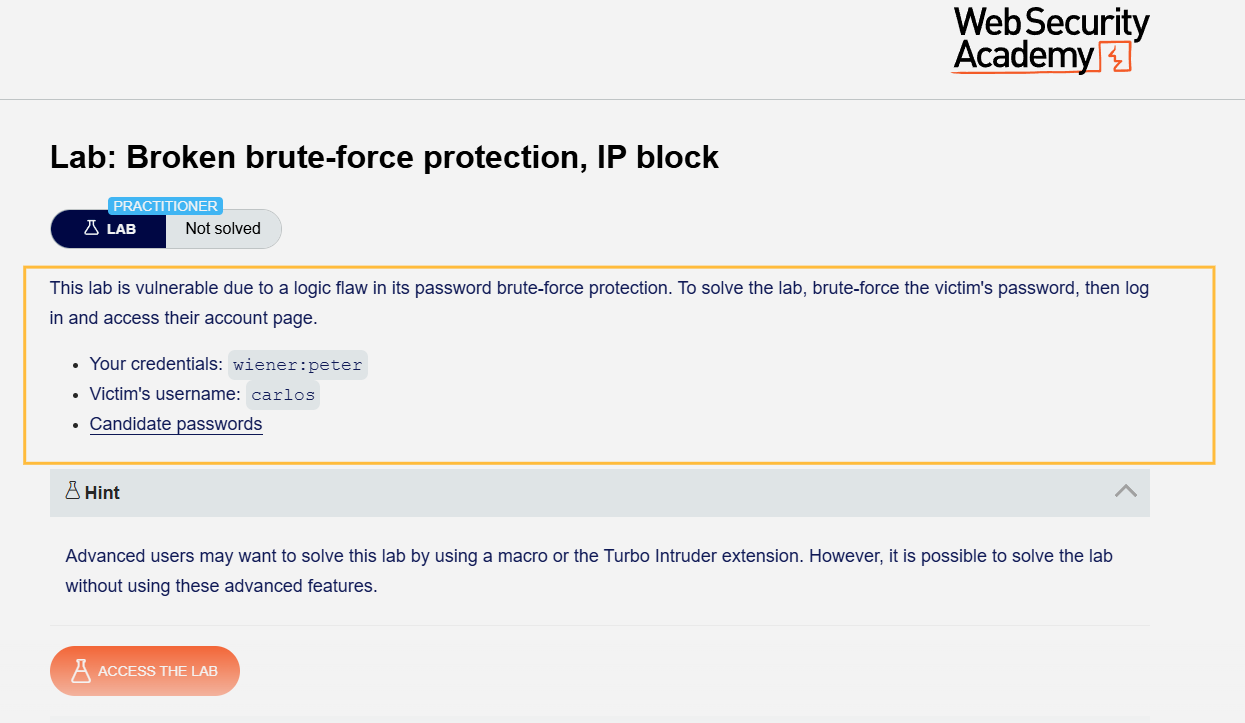 Web Security
Academy
Lab: Broken brute-force protection, IP block
PRACTITIONER
LAB
Not solved
This lab is vulnerable due to a logic flaw in its password brute-force protection. To solve the lab, brute-force the victim's password, then log
in and access their account page.
Your credentials: wiener:peter
Victim's username: carlos
Candidate passwords
Hint
Advanced users may want to solve this lab by using a macro or the Turbo Intruder extension. However, it is possible to solve the lab
without using these advanced features.
ACCESS THE LAB